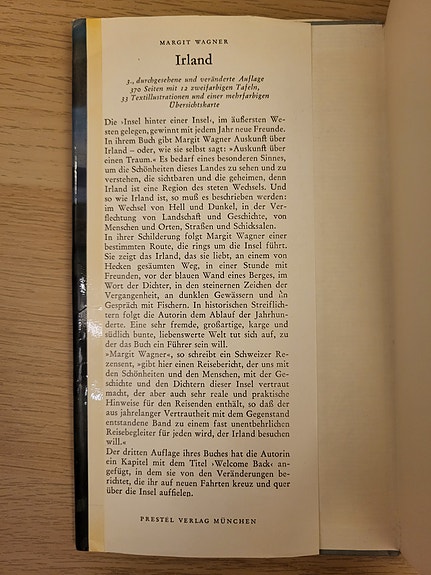 MARGIT WAGNER
Irland
3., durchgesehene und veränderte Auflage
370 Seiten mit 12 zweifarbigen Tafeln,
33 Textillustrationen und einer mehrfarbigen
Übersichtskarte
Die ›Insel hinter einer Insel‹, im äußersten We-
sten gelegen, gewinnt mit jedem Jahr neue Freunde.
In ihrem Buch gibt Margit Wagner Auskunft über
Irland – oder, wie sie selbst sagt: »Auskunft über
einen Traum.« Es bedarf eines besonderen Sinnes,
um die Schönheiten dieses Landes zu sehen und zu
verstehen, die sichtbaren und die geheimen, denn
Irland ist eine Region des steten Wechsels. Und
so wie Irland ist, so muß es beschrieben werden:
im Wechsel von Hell und Dunkel, in der Ver-
flechtung von Landschaft und Geschichte, von
Menschen und Orten, Straßen und Schicksalen.
In ihrer Schilderung folgt Margit Wagner einer
bestimmten Route, die rings um die Insel führt.
Sie zeigt das Irland, das sie liebt, an einem von
Hecken gesäumten Weg, in einer Stunde mit
Freunden, vor der blauen Wand eines Berges, im
Wort der Dichter, in den steinernen Zeichen der
Vergangenheit, an dunklen Gewässern und in
Gespräch mit Fischern. In historischen Streiflich-
tern folgt die Autorin dem Ablauf der Jahrhun-
derte. Eine sehr fremde, großartige, karge und
südlich bunte, liebenswerte Welt tut sich auf, zu
der das Buch ein Führer sein will.
»Margit Wagner«, so schreibt ein Schweizer Re-
zensent, »gibt hier einen Reisebericht, der uns mit
den Schönheiten und den Menschen, mit der Ge-
schichte und den Dichtern dieser Insel vertraut
macht, der aber auch sehr reale und praktische
Hinweise für den Reisenden enthält, so daß der
aus jahrelanger Vertrautheit mit dem Gegenstand
entstandene Band zu einem fast unentbehrlichen
Reisebegleiter für jeden wird, der Irland besuchen
will.«
Der dritten Auflage ihres Buches hat die Autorin
ein Kapitel mit dem Titel ›Welcome Back‹ an-
gefügt, in dem sie von den Veränderungen be-
richtet, die ihr auf neuen Fahrten kreuz und quer
über die Insel auffielen.
PRESTEL VERLAG MÜNCHEN